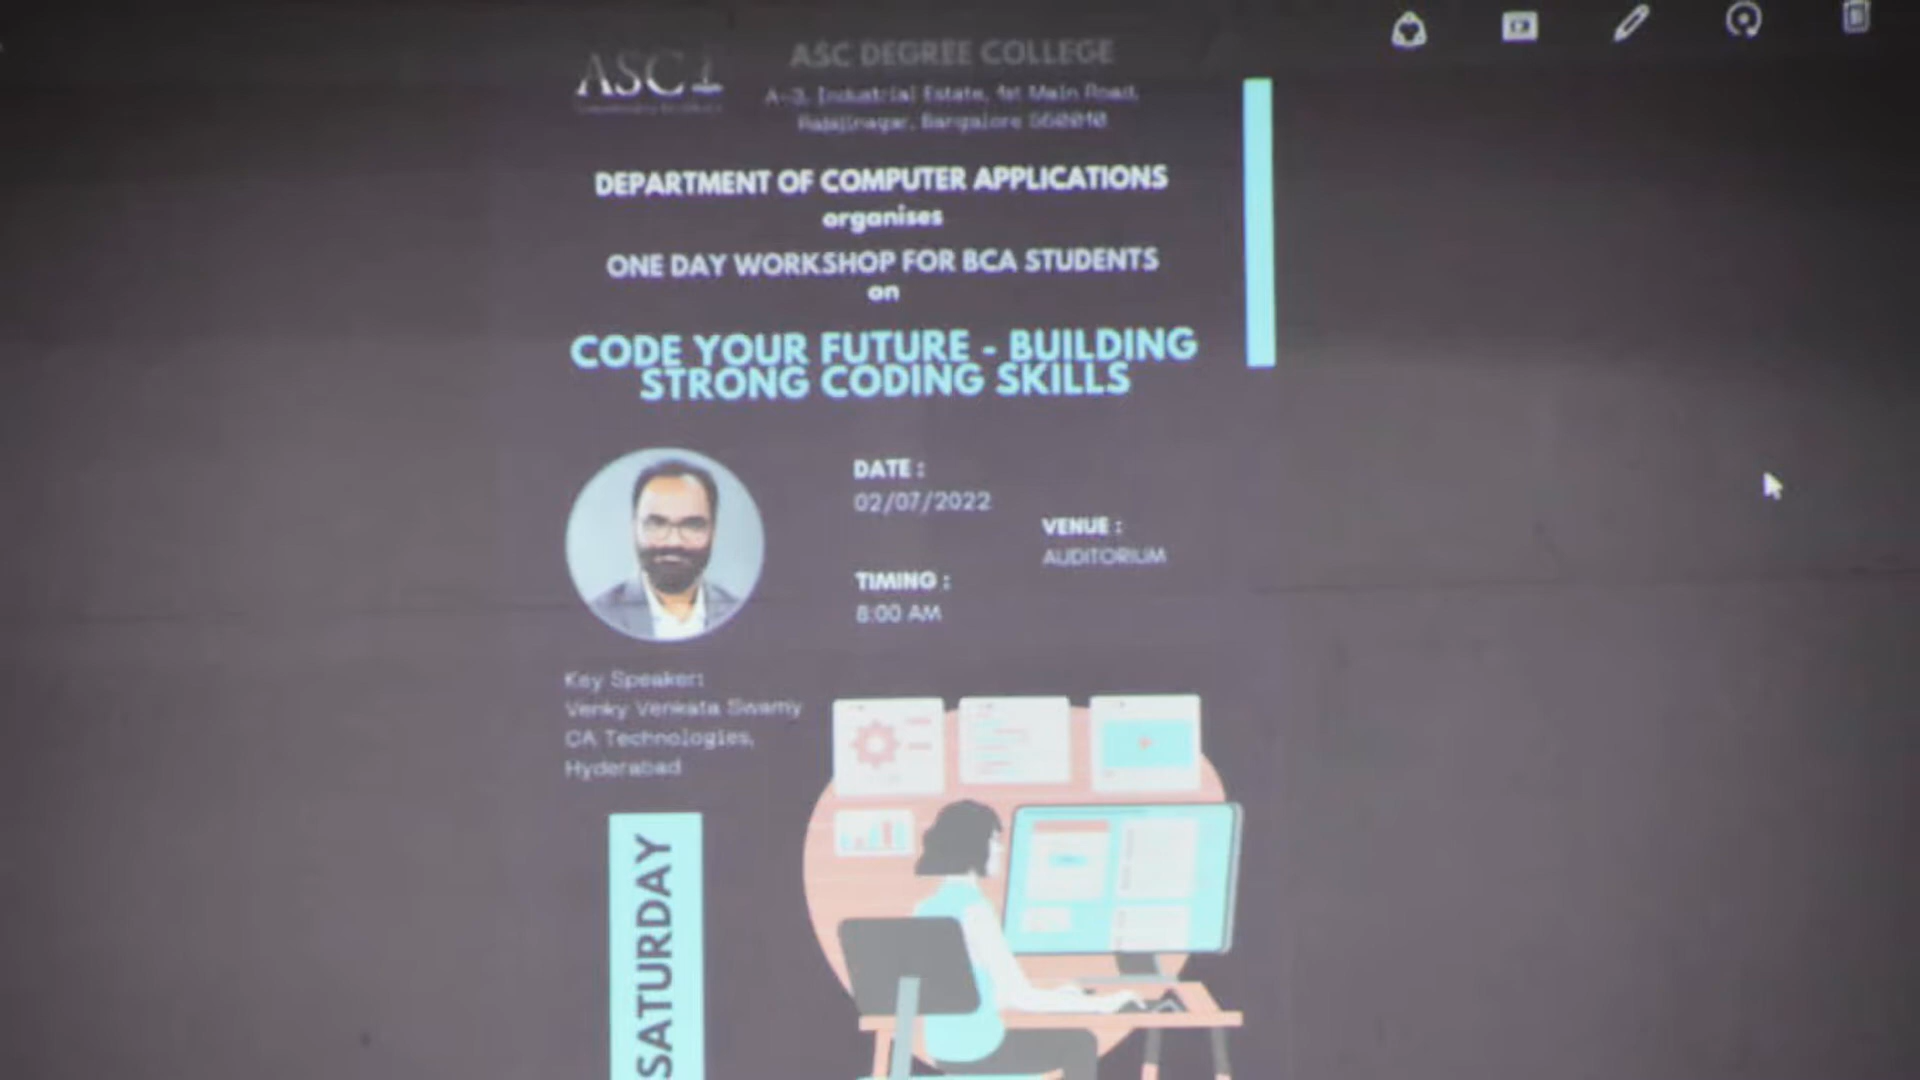 ASC
ASC DEGREE COLLEGE
A-3, Industrial Estate, 1st Main Road,
Rajajinagar, Bangalore 560010
DEPARTMENT OF COMPUTER APPLICATIONS
organises
ONE DAY WORKSHOP FOR BCA STUDENTS
on
CODE YOUR FUTURE - BUILDING
STRONG CODING SKILLS
DATE :
02/07/2022
VENUE :
AUDITORIUM
TIMING :
8:00 AM
Key Speaker:
Venky Venkata Swamy
CA Technologies,
Hyderabad
SATURDAY